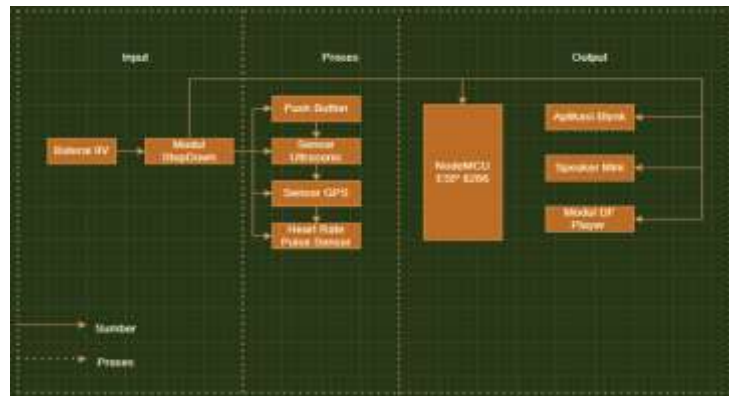 Input
Proses
Output
Baterai 9V
Modul
StepDown
Push Button
Sensor
Ultrasonic
Sensor GPS
Heart Rate
Pulse Sensor
NodeMCU
ESP 8266
Aplikasi Blynk
Speaker Mini
Modul DF
Player
Sumber
Proses